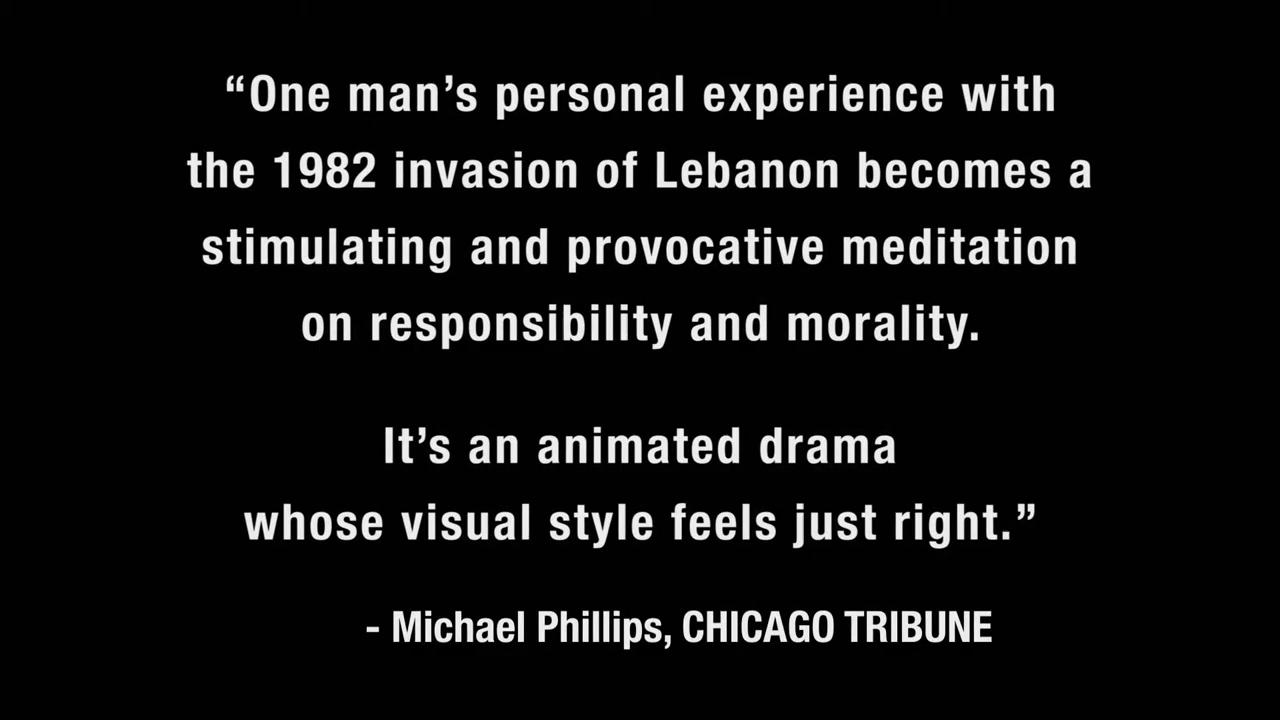 “One man’s personal experience with
the 1982 invasion of Lebanon becomes a
stimulating and provocative meditation
on responsibility and morality.
It’s an animated drama
whose visual style feels just right.”
- Michael Phillips, CHICAGO TRIBUNE